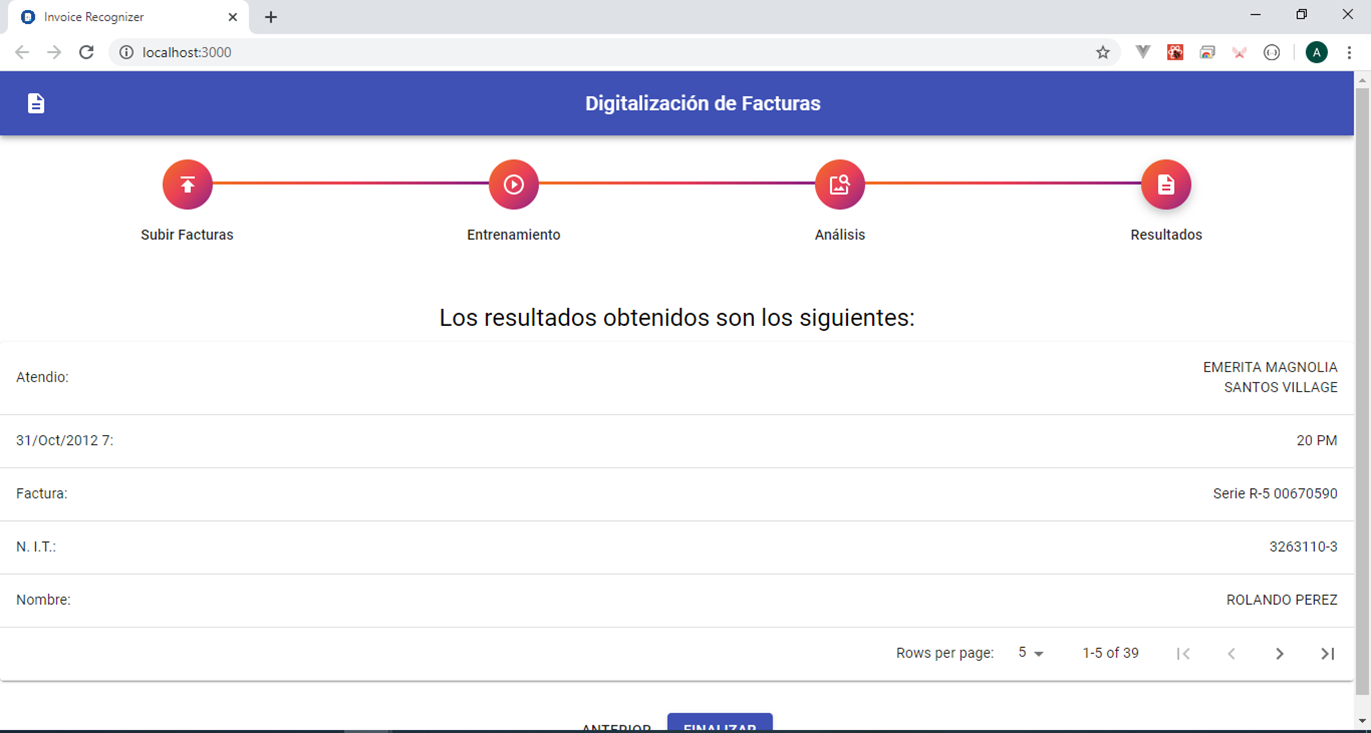 Invoice Recognizer
localhost:3000
A
Digitalización de Facturas
Subir Facturas
Entrenamiento
Análisis
Resultados
Los resultados obtenidos son los siguientes:
Atendio:
EMERITA MAGNOLIA
SANTOS VILLAGE
31/Oct/2012 7:
20 PM
Factura:
Serie R-5 00670590
N. I.T.:
3263110-3
Nombre:
ROLANDO PEREZ
Rows per page: 5 1-5 of 39
ANTERIOR FINALIZAR